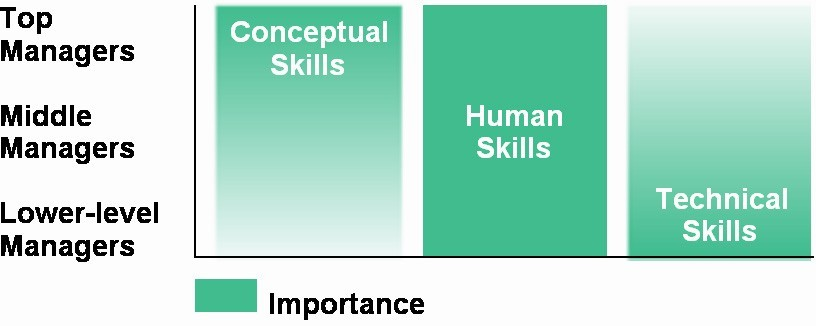 Top
Managers
Middle
Managers
Lower-level
Managers
Conceptual
Skills
Human
Skills
Technical
Skills
Importance